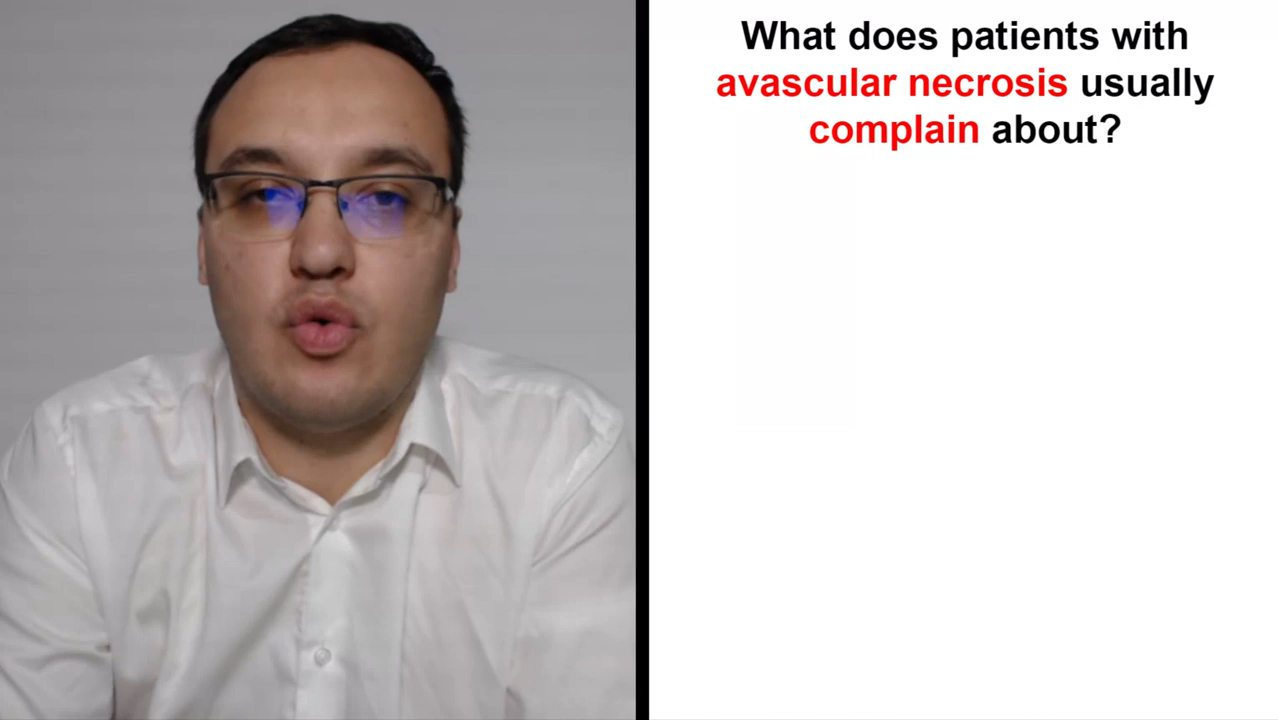 What does patients with
avascular necrosis usually
complain about?